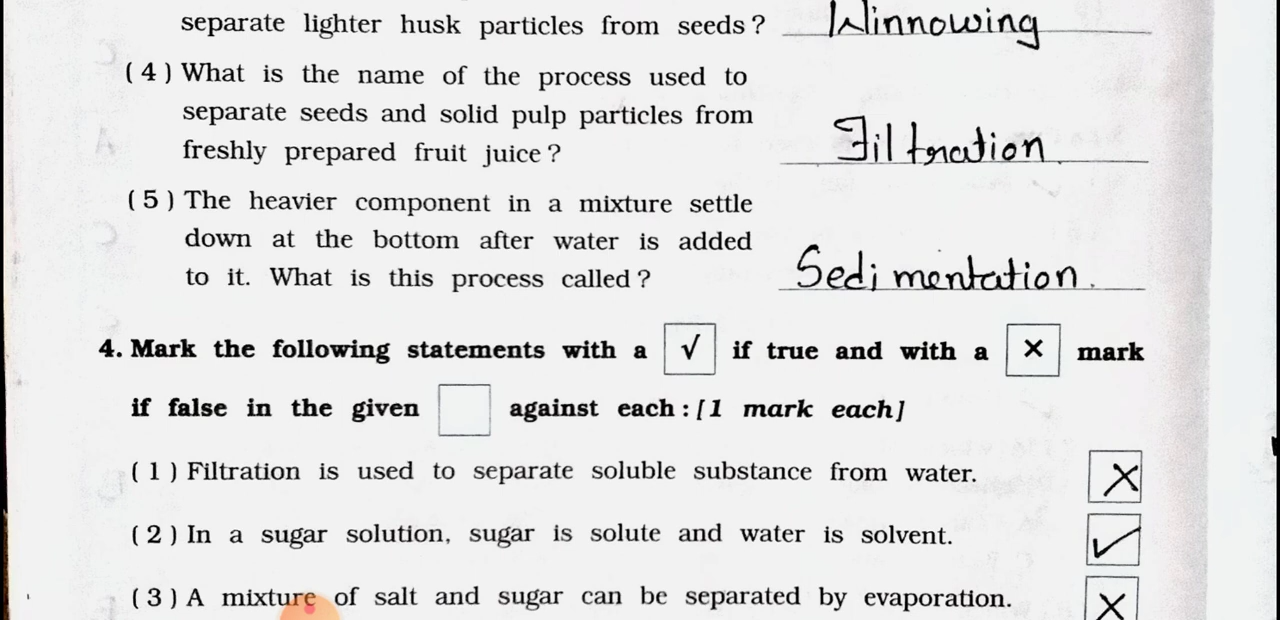 separate lighter husk particles from seeds ? Winnowing
( 4 ) What is the name of the process used to
separate seeds and solid pulp particles from
freshly prepared fruit juice ? Filtration
( 5 ) The heavier component in a mixture settle
down at the bottom after water is added
to it. What is this process called ? Sedimentation.
4. Mark the following statements with a √ if true and with a × mark
if false in the given against each : [1 mark each]
( 1 ) Filtration is used to separate soluble substance from water. ×
( 2 ) In a sugar solution, sugar is solute and water is solvent. ✓
( 3 ) A mixture of salt and sugar can be separated by evaporation. ×